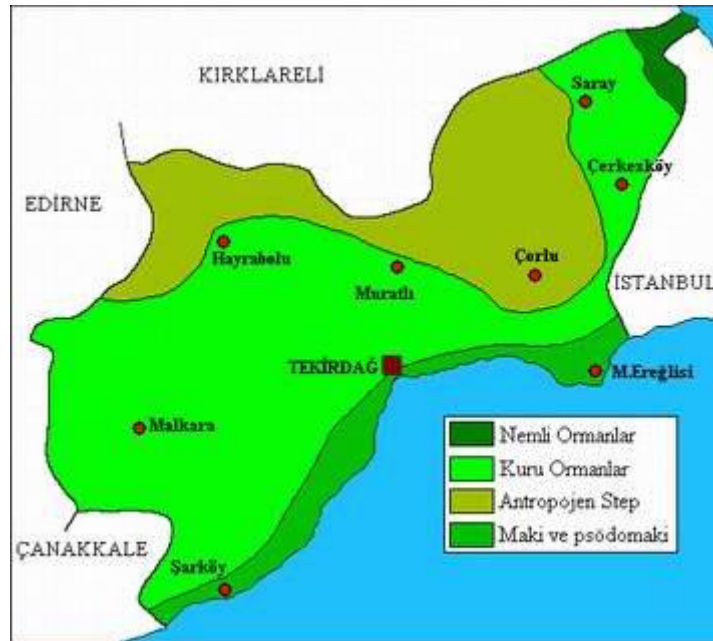 KIRKLARELİ
Saray
Çerkezköy
EDİRNE
Hayrabolu
Çorlu
Muratlı
İSTANBUL
TEKİRDAĞ
M.Ereğlisi
Malkara
Nemli Ormanlar
Kuru Ormanlar
Antropojen Step
Maki ve psödomaki
ÇANAKKALE
Şarköy